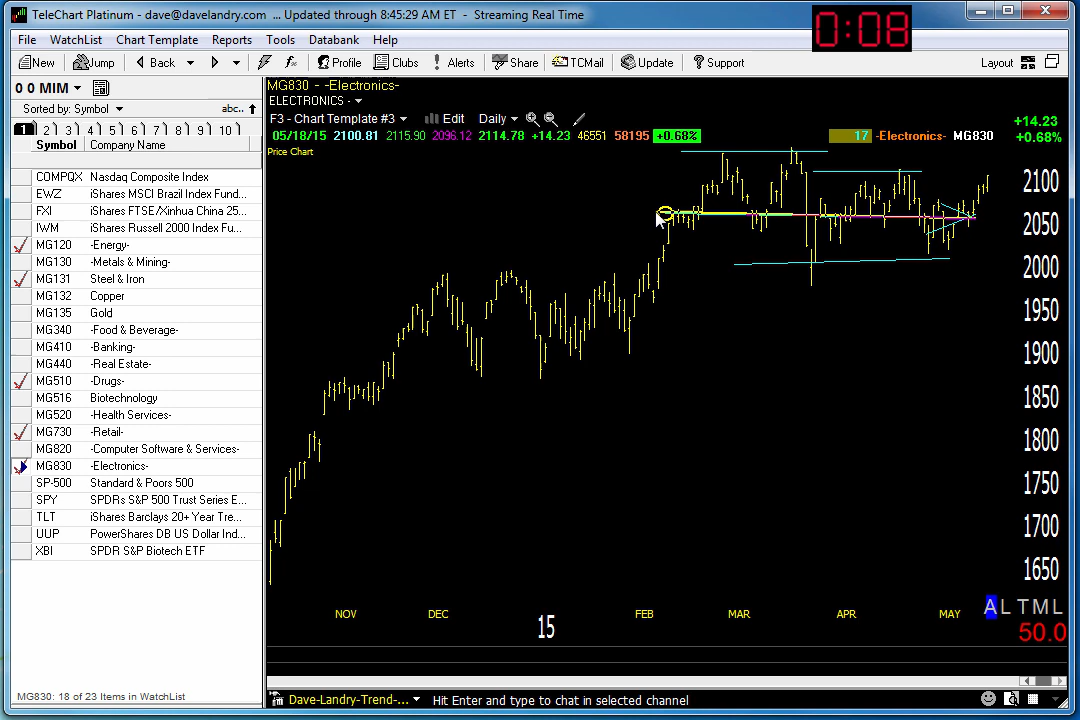 TeleChart Platinum - dave@davelandry.com ... Updated through 8:45:29 AM ET - Streaming Real Time
0:08
File WatchList Chart Template Reports Tools Databank Help
New Jump Back Profile Clubs Alerts Share TCMail Update Support Layout
0 0 MIM
Sorted by: Symbol abc..
1 2 3 4 5 6 7 8 9 10
Symbol Company Name
COMPQX Nasdaq Composite Index
EWZ iShares MSCI Brazil Index Fund...
FXI iShares FTSE/Xinhua China 25...
IWM iShares Russell 2000 Index Fu...
MG120 -Energy-
MG130 -Metals & Mining-
MG131 Steel & Iron
MG132 Copper
MG135 Gold
MG340 -Food & Beverage-
MG410 -Banking-
MG440 -Real Estate-
MG510 -Drugs-
MG516 Biotechnology
MG520 -Health Services-
MG730 -Retail-
MG820 -Computer Software & Services-
MG830 -Electronics-
SP-500 Standard & Poors 500
SPY SPDRs S&P 500 Trust Series E...
TLT iShares Barclays 20+ Year Tre...
UUP PowerShares DB US Dollar Ind...
XBI SPDR S&P Biotech ETF
MG830: 18 of 23 Items in WatchList
MG830 - -Electronics-
ELECTRONICS -
F3 - Chart Template #3 Edit Daily
05/18/15 2100.81 2115.90 2096.12 2114.78 +14.23 46551 58195 +0.68% 17 -Electronics- MG830
+14.23
+0.68%
Price Chart
2100
2050
2000
1950
1900
1850
1800
1750
1700
1650
NOV DEC 15 FEB MAR APR MAY
A L T M L
50.0
Dave-Landry-Trend-... Hit Enter and type to chat in selected channel